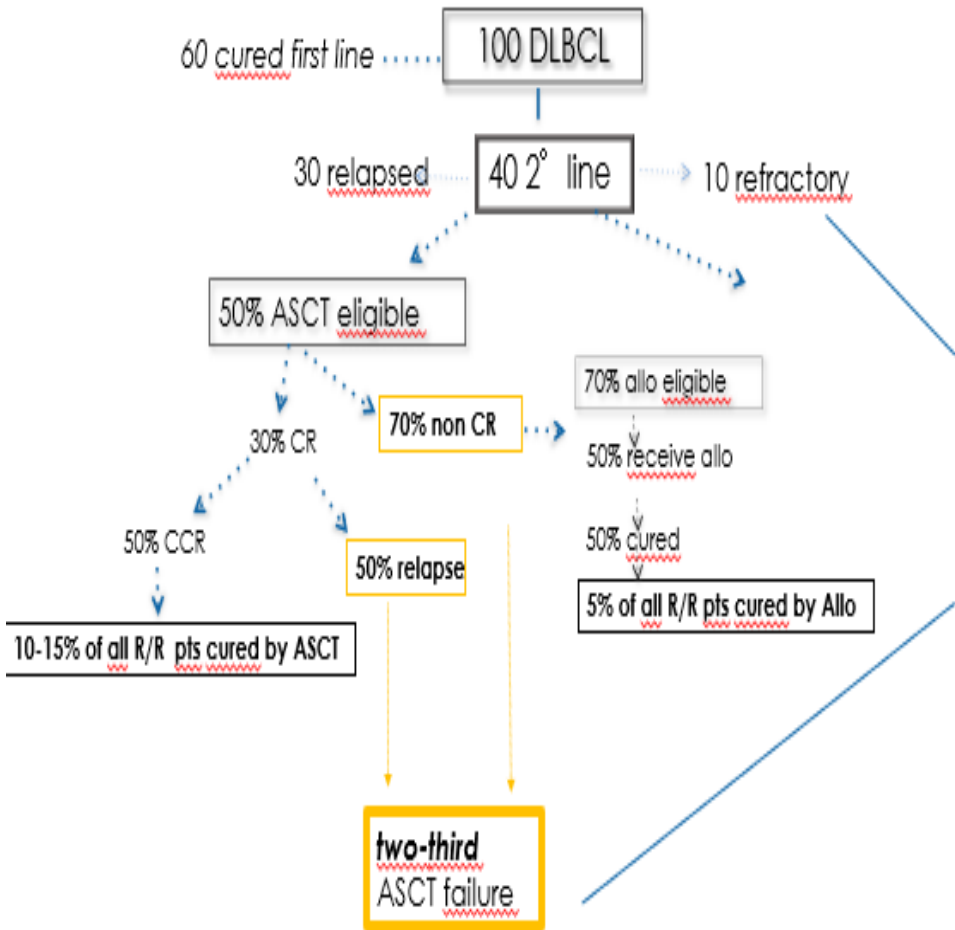 60 cured first line
100 DLBCL
30 relapsed
40 2° line
10 refractory
50% ASCT eligible
70% allo eligible
70% non CR
30% CR
50% receive allo
50% CCR
50% relapse
50% cured
5% of all R/R pts cured by Allo
10-15% of all R/R pts cured by ASCT
two-third
ASCT failure